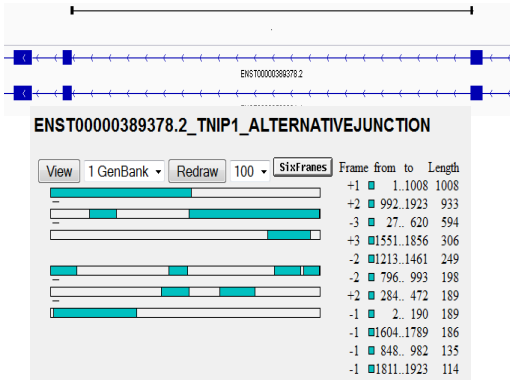 ENST00000389378.2
ENST00000389378.2_TNIP1_ALTERNATIVEJUNCTION
View 1 GenBank Redraw 100 SixFrames Frame from to Length
+1 1..1008 1008
+2 992..1923 933
-3 27.. 620 594
+3 1551..1856 306
-2 1213..1461 249
-2 796.. 993 198
+2 284.. 472 189
-1 2.. 190 189
-1 1604..1789 186
-1 848.. 982 135
-1 1811..1923 114